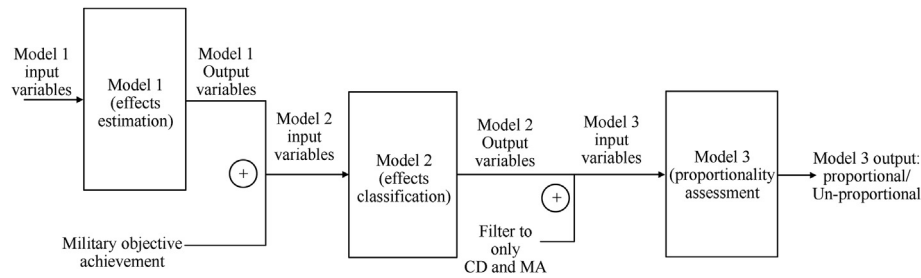 Model 1
input
variables
Model 1
(effects
estimation)
Model 1
Output
variables
+
Military objective
achievement
Model 2
input
variables
Model 2
(effects
classification)
Model 2
Output
variables
+
Filter to
only
CD and MA
Model 3
input
variables
Model 3
(proportionality
assessment
Model 3 output:
proportional/
Un-proportional